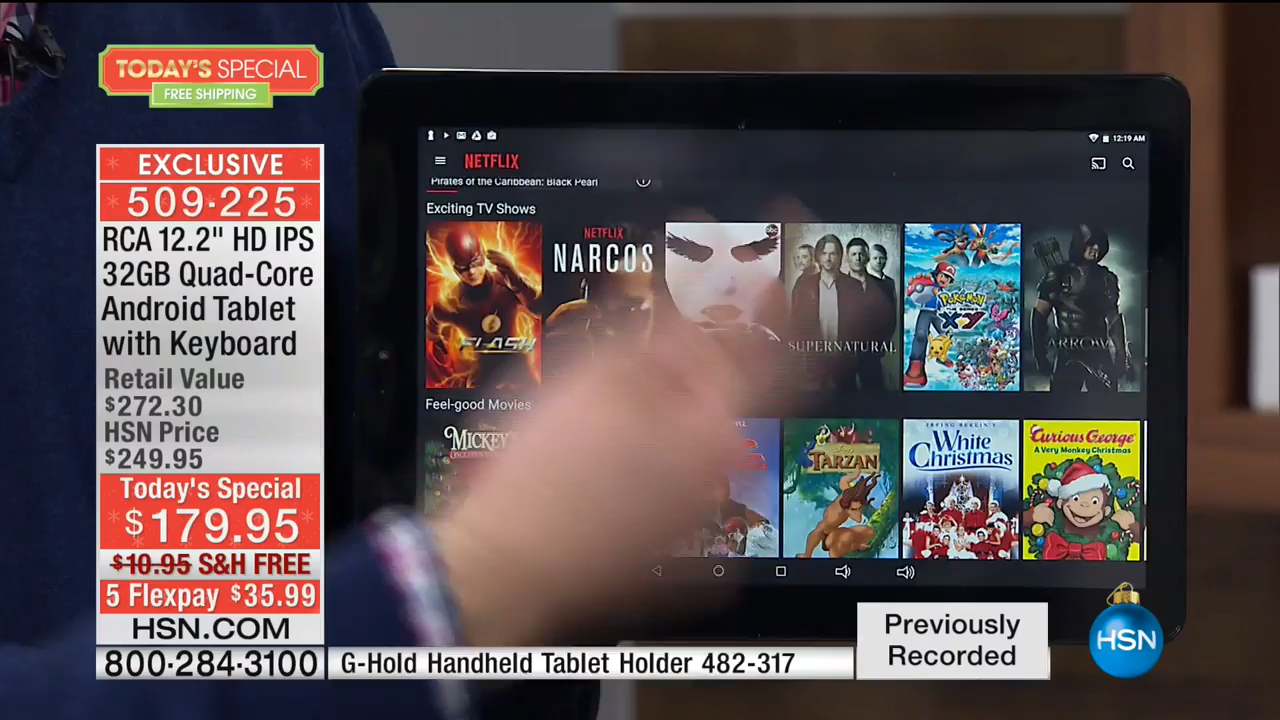 TODAY'S SPECIAL
FREE SHIPPING
EXCLUSIVE
509·225
RCA 12.2" HD IPS
32GB Quad-Core
Android Tablet
with Keyboard
Retail Value
$272.30
HSN Price
$249.95
Today's Special
$179.95
$10.95 S&H FREE
5 Flexpay $35.99
HSN.COM
800·284·3100
G-Hold Handheld Tablet Holder 482-317
Previously
Recorded
HSN
12:19 AM
NETFLIX
Pirates of the Caribbean: Black Pearl
Exciting TV Shows
FLASH
NETFLIX
NARCOS
abc
SUPERNATURAL
POKéMON
XY
ARROW
Feel-good Movies
MICKEY'S
TARZAN
IRVING BERLIN'S
White
Christmas
Curious George
A Very Monkey Christmas